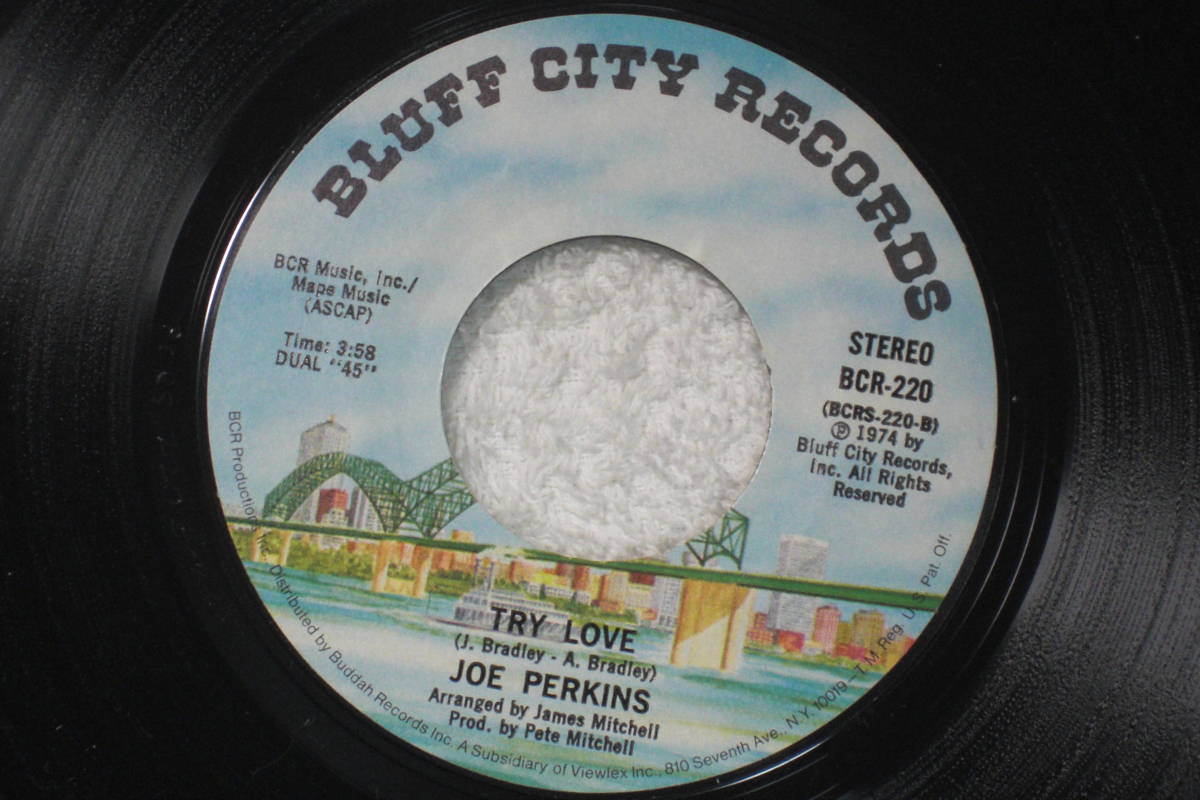 BLUFF CITY RECORDS
BCR Music, Inc./
Mape Music
(ASCAP)
Time: 3:58
DUAL "45"
STEREO
BCR-220
(BCRS-220-B)
℗ 1974 by
Bluff City Records,
Inc. All Rights
Reserved
TRY LOVE
(J. Bradley - A. Bradley)
JOE PERKINS
Arranged by James Mitchell
Prod. by Pete Mitchell
BCR Productions, Inc. Distributed by Buddah Records Inc. A Subsidiary of Viewlex Inc., 810 Seventh Ave., N.Y. 10019 – T.M. Reg. U.S. Pat. Off.